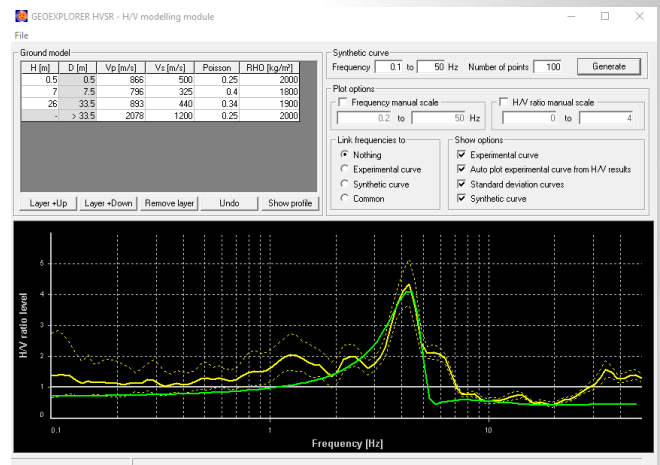 GEOEXPLORER HVSR - H/V modelling module
File
Ground model
H [m] D [m] Vp [m/s] Vs [m/s] Poisson RHO [kg/m³]
0.5 0.5 866 500 0.25 2000
7 7.5 796 325 0.4 1800
26 33.5 893 440 0.34 1900
- > 33.5 2078 1200 0.25 2000
Layer +Up Layer +Down Remove layer Undo Show profile
Synthetic curve
Frequency 0.1 to 50 Hz Number of points 100 Generate
Plot options
Frequency manual scale
0.2 to 50 Hz
H/V ratio manual scale
0 to 4
Link frequencies to
Nothing
Experimental curve
Synthetic curve
Common
Show options
Experimental curve
Auto plot experimental curve from H/V results
Standard deviation curves
Synthetic curve
H/V ratio level
5
4
3
2
1
0
0.1 1 10
Frequency [Hz]